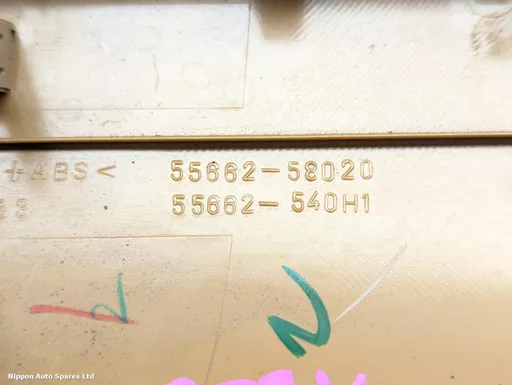 +ABS< 55662-58020
55662-540H1
Nippon Auto Spares Ltd